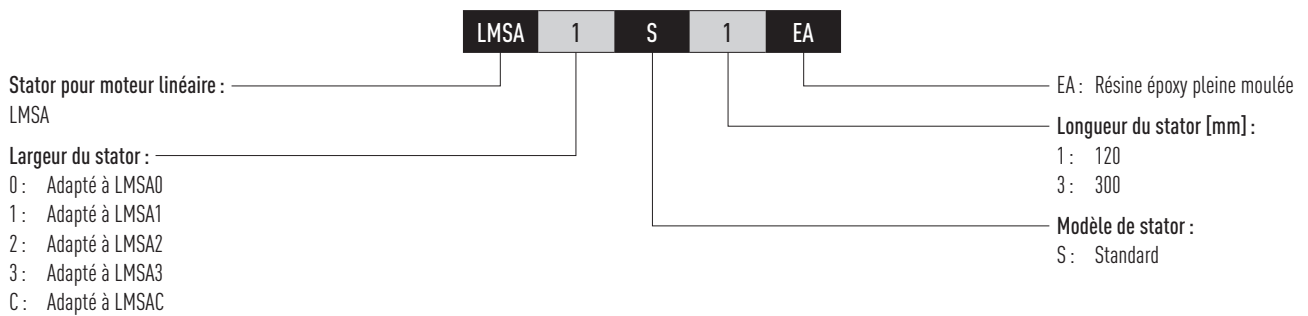 LMSA 1 S 1 EA
Stator pour moteur linéaire :
LMSA
Largeur du stator :
0 : Adapté à LMSA0
1 : Adapté à LMSA1
2 : Adapté à LMSA2
3 : Adapté à LMSA3
C : Adapté à LMSAC
EA : Résine époxy pleine moulée
Longueur du stator [mm] :
1 : 120
3 : 300
Modèle de stator :
S : Standard